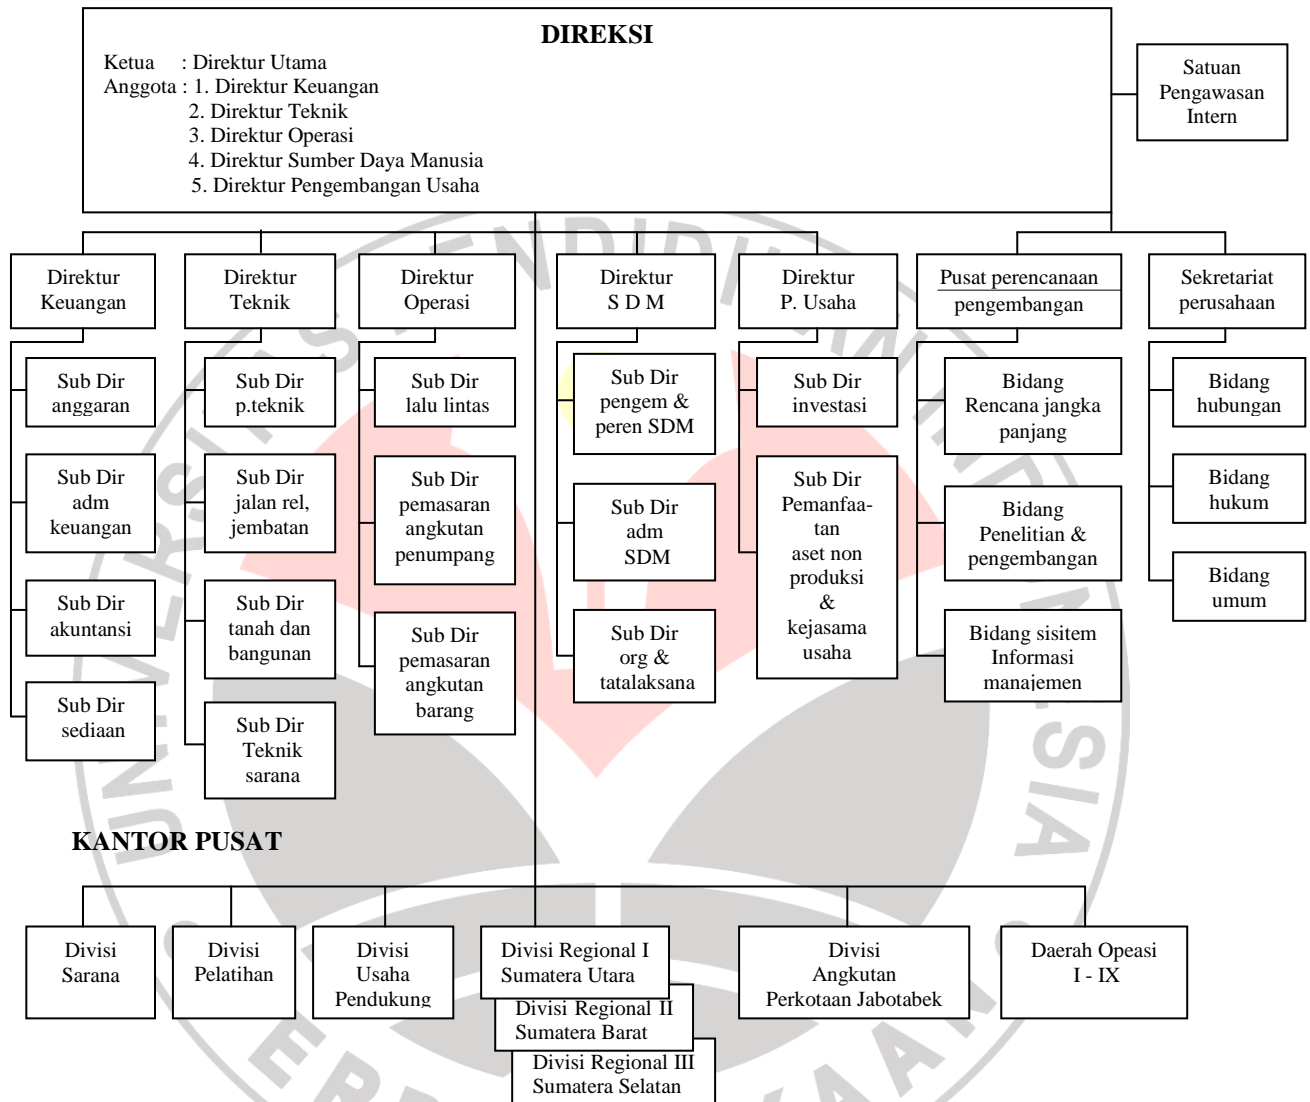 DIREKSI
Ketua : Direktur Utama
Anggota : 1. Direktur Keuangan
2. Direktur Teknik
3. Direktur Operasi
4. Direktur Sumber Daya Manusia
5. Direktur Pengembangan Usaha
Satuan
Pengawasan
Intern
Direktur
Keuangan
Direktur
Teknik
Direktur
Operasi
Direktur
S D M
Direktur
P. Usaha
Pusat perencanaan
pengembangan
Sekretariat
perusahaan
Sub Dir
anggaran
Sub Dir
adm
keuangan
Sub Dir
akuntansi
Sub Dir
sediaan
Sub Dir
p.teknik
Sub Dir
jalan rel,
jembatan
Sub Dir
tanah dan
bangunan
Sub Dir
Teknik
sarana
Sub Dir
lalu lintas
Sub Dir
pemasaran
angkutan
penumpang
Sub Dir
pemasaran
angkutan
barang
Sub Dir
pengem &
peren SDM
Sub Dir
adm
SDM
Sub Dir
org &
tatalaksana
Sub Dir
investasi
Sub Dir
Pemanfaa-
tan
aset non
produksi
&
kejasama
usaha
Bidang
Rencana jangka
panjang
Bidang
Penelitian &
pengembangan
Bidang sisitem
Informasi
manajemen
Bidang
hubungan
Bidang
hukum
Bidang
umum
KANTOR PUSAT
Divisi
Sarana
Divisi
Pelatihan
Divisi
Usaha
Pendukung
Divisi Regional I
Sumatera Utara
Divisi Regional II
Sumatera Barat
Divisi Regional III
Sumatera Selatan
Divisi
Angkutan
Perkotaan Jabotabek
Daerah Opeasi
I - IX